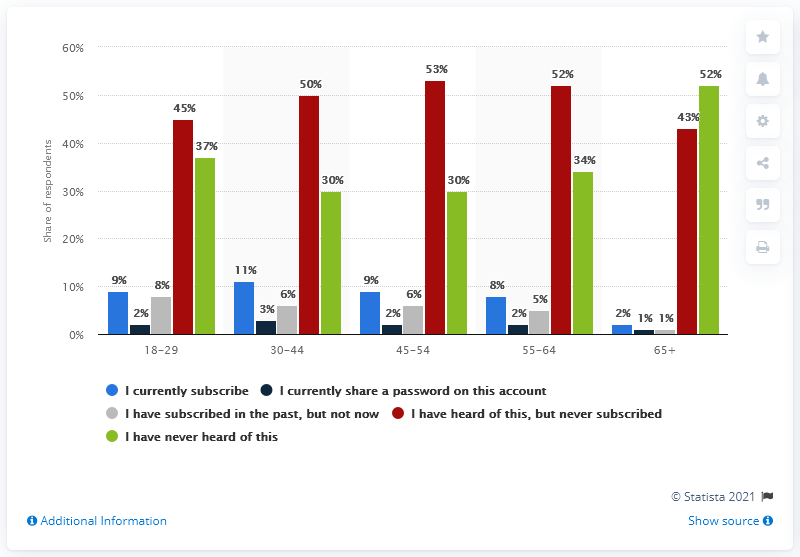 60%
50%
40%
30%
20%
10%
0%
Share of respondents
9% 2% 8% 45% 37%
11% 3% 6% 50% 30%
9% 2% 6% 53% 30%
8% 2% 5% 52% 34%
2% 1% 1% 43% 52%
18–29 30–44 45–54 55–64 65+
I currently subscribe I currently share a password on this account
I have subscribed in the past, but not now I have heard of this, but never subscribed
I have never heard of this
© Statista 2021
Additional Information Show source